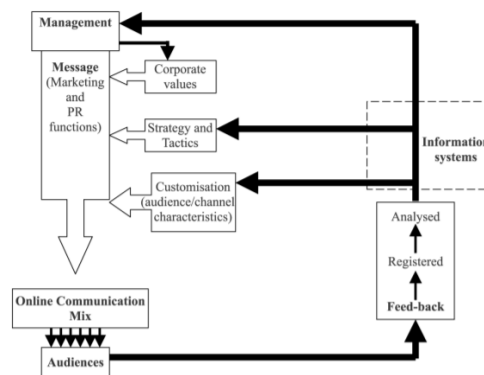 Management
Message
(Marketing
and
PR
functions)
Corporate
values
Strategy and
Tactics
Customisation
(audience/channel
characteristics)
Information
systems
Analysed
Registered
Feed-back
Online Communication
Mix
Audiences